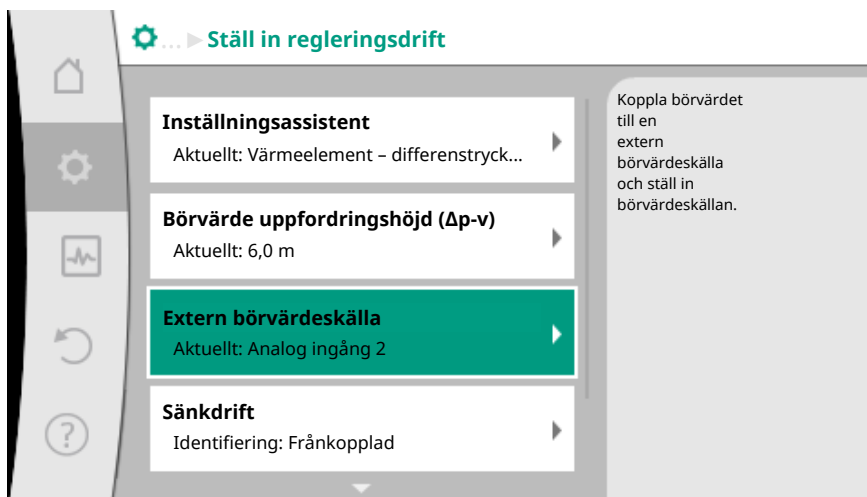 ... ▶ Ställ in regleringsdrift
Inställningsassistent
Aktuellt: Värmeelement – differenstryck...
Börvärde uppfordringshöjd (Δp-v)
Aktuellt: 6,0 m
Extern börvärdeskälla
Aktuellt: Analog ingång 2
Sänkdrift
Identifiering: Frånkopplad
Koppla börvärdet
till en
extern
börvärdeskälla
och ställ in
börvärdeskällan.
?